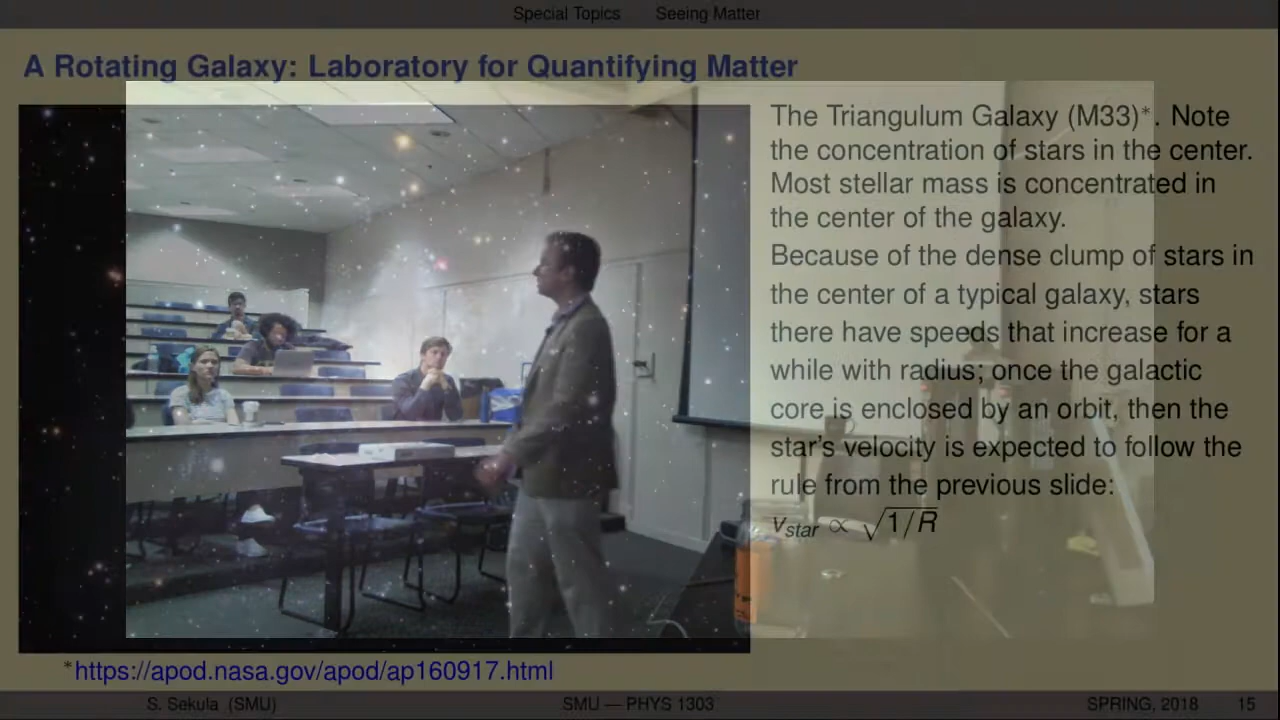 Special Topics Seeing Matter
A Rotating Galaxy: Laboratory for Quantifying Matter
The Triangulum Galaxy (M33)*. Note
the concentration of stars in the center.
Most stellar mass is concentrated in
the center of the galaxy.
Because of the dense clump of stars in
the center of a typical galaxy, stars
there have speeds that increase for a
while with radius; once the galactic
core is enclosed by an orbit, then the
star's velocity is expected to follow the
rule from the previous slide:
v_star ∝ √1/R
*https://apod.nasa.gov/apod/ap160917.html
S. Sekula (SMU) SMU — PHYS 1303 SPRING, 2018 15